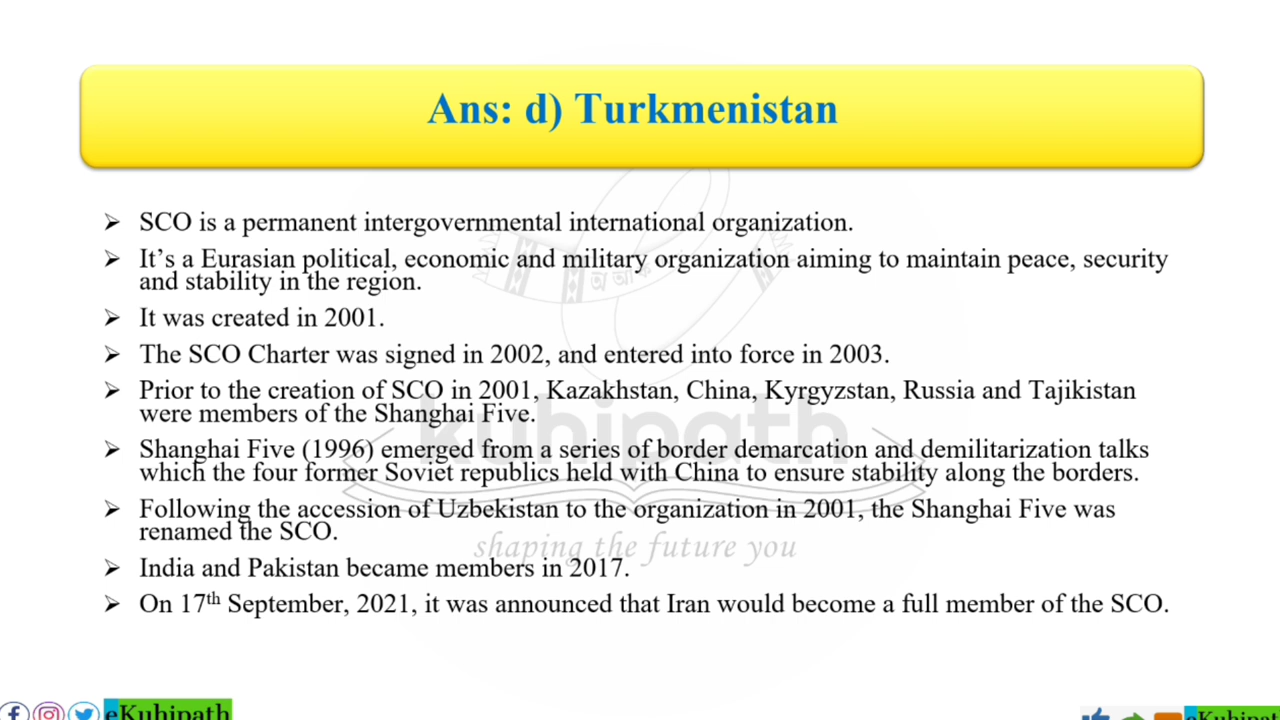 Ans: d) Turkmenistan
➢ SCO is a permanent intergovernmental international organization.
➢ It’s a Eurasian political, economic and military organization aiming to maintain peace, security
and stability in the region.
➢ It was created in 2001.
➢ The SCO Charter was signed in 2002, and entered into force in 2003.
➢ Prior to the creation of SCO in 2001, Kazakhstan, China, Kyrgyzstan, Russia and Tajikistan
were members of the Shanghai Five.
➢ Shanghai Five (1996) emerged from a series of border demarcation and demilitarization talks
which the four former Soviet republics held with China to ensure stability along the borders.
➢ Following the accession of Uzbekistan to the organization in 2001, the Shanghai Five was
renamed the SCO.
➢ India and Pakistan became members in 2017.
➢ On 17th September, 2021, it was announced that Iran would become a full member of the SCO.
kuhipath
shaping the future you
eKuhipath
eKuhipat